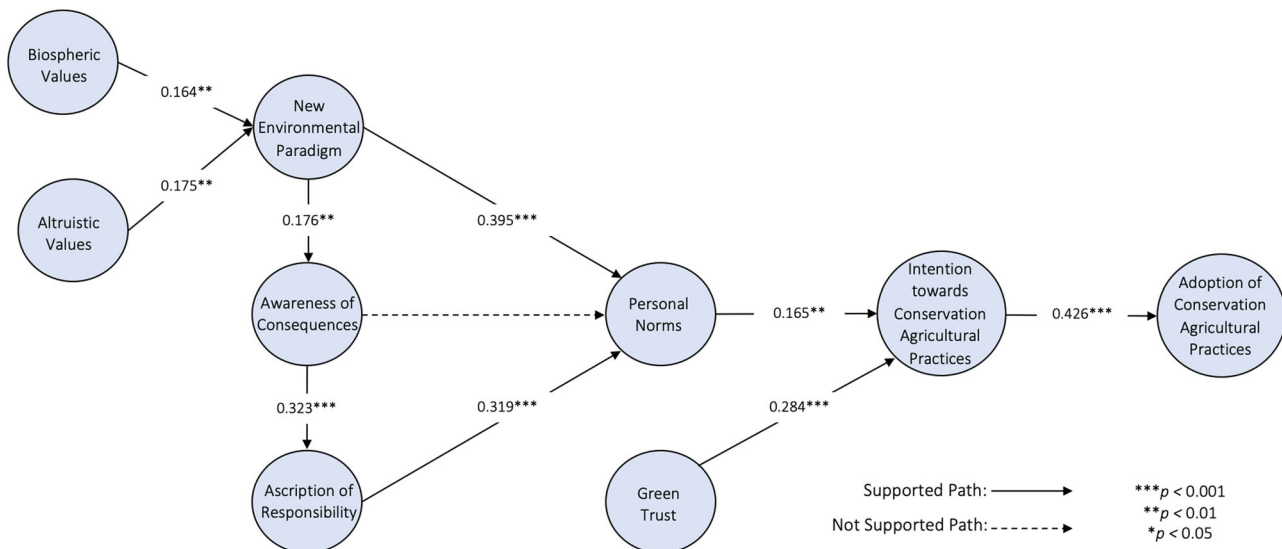 Biospheric
Values
0.164**
New
Environmental
Paradigm
0.175**
Altruistic
Values
0.176**
0.395***
Awareness of
Consequences
Personal
Norms
0.165**
Intention
towards
Conservation
Agricultural
Practices
0.426***
Adoption of
Conservation
Agricultural
Practices
0.323***
0.319***
0.284***
Ascription of
Responsibility
Green
Trust
Supported Path:
Not Supported Path:
***p < 0.001
**p < 0.01
*p < 0.05